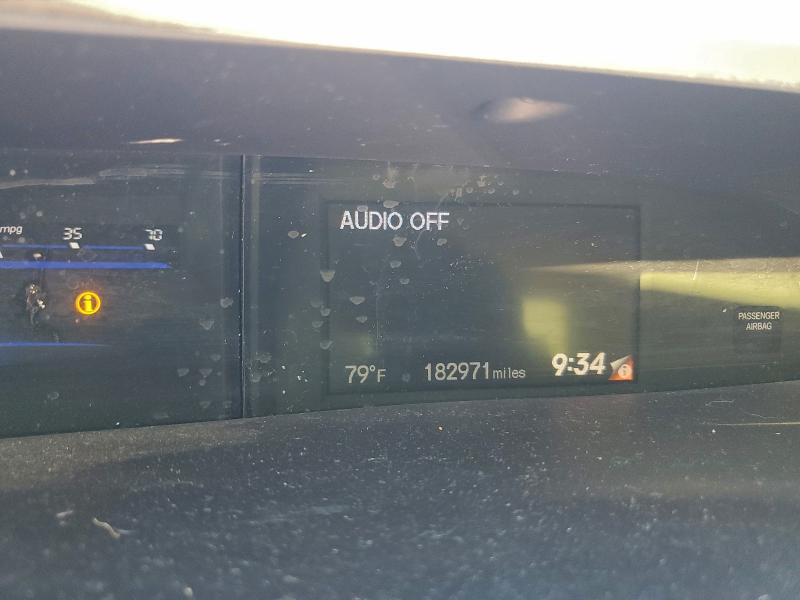 mpg 35 70
AUDIO OFF
PASSENGER
AIRBAG
79°F 182971 miles 9:34